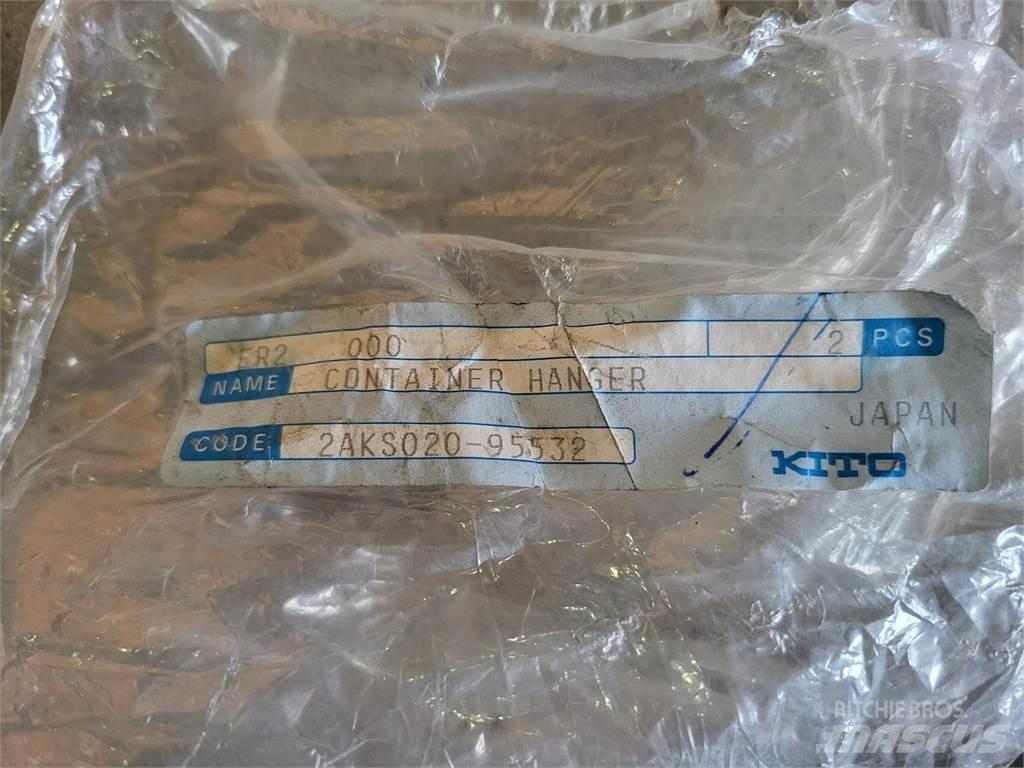 ER2 000 2 PCS
NAME CONTAINER HANGER
JAPAN
CODE 2AKS020-95532
KITO
RITCHIE BROS.
MASCUS